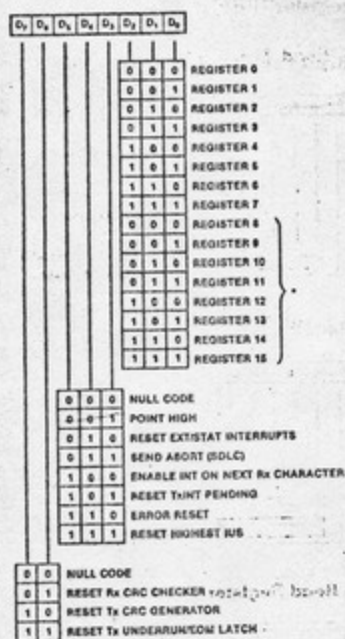 D₇ D₆ D₅ D₄ D₃ D₂ D₁ D₀
0 0 0 REGISTER 0
0 0 1 REGISTER 1
0 1 0 REGISTER 2
0 1 1 REGISTER 3
1 0 0 REGISTER 4
1 0 1 REGISTER 5
1 1 0 REGISTER 6
1 1 1 REGISTER 7
0 0 0 REGISTER 8
0 0 1 REGISTER 9
0 1 0 REGISTER 10
0 1 1 REGISTER 11
1 0 0 REGISTER 12
1 0 1 REGISTER 13
1 1 0 REGISTER 14
1 1 1 REGISTER 15
*
0 0 0 NULL CODE
0 0 1 POINT HIGH
0 1 0 RESET EXT/STAT INTERRUPTS
0 1 1 SEND ABORT (SDLC)
1 0 0 ENABLE INT ON NEXT Rx CHARACTER
1 0 1 RESET TxINT PENDING
1 1 0 ERROR RESET
1 1 1 RESET HIGHEST IUS
0 0 NULL CODE
0 1 RESET Rx CRC CHECKER
1 0 RESET Tx CRC GENERATOR
1 1 RESET Tx UNDERRUN/EOM LATCH